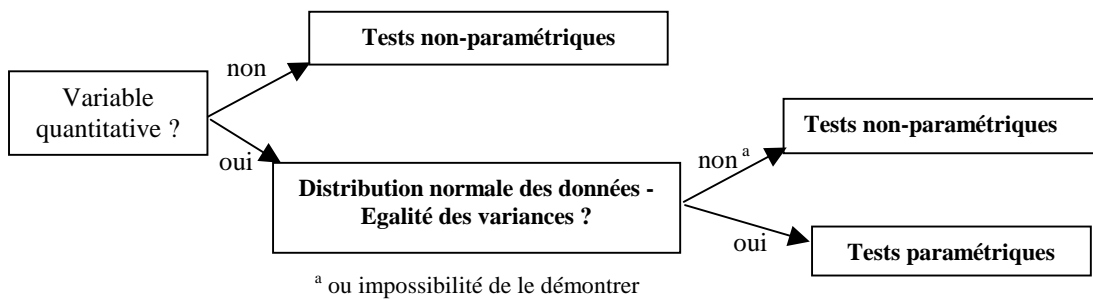 Tests non-paramétriques
non
Variable
quantitative ?
oui
Distribution normale des données -
Egalité des variances ?
non ᵃ
Tests non-paramétriques
oui
Tests paramétriques
ᵃ ou impossibilité de le démontrer